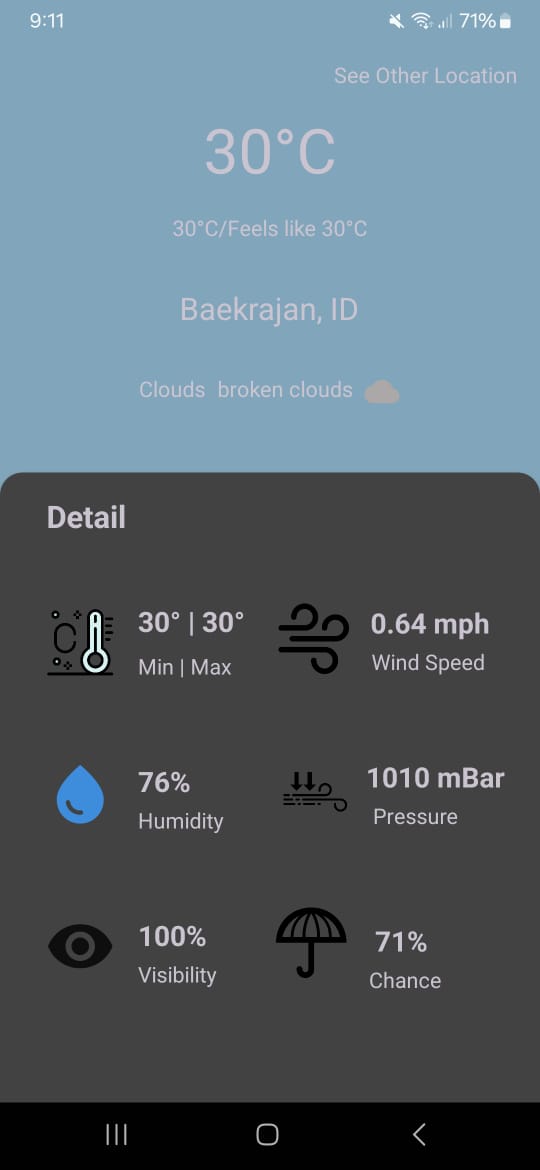 9:11 71%
See Other Location
30°C
30°C/Feels like 30°C
Baekrajan, ID
Clouds broken clouds
Detail
30° | 30°
Min | Max
0.64 mph
Wind Speed
76%
Humidity
1010 mBar
Pressure
100%
Visibility
71%
Chance